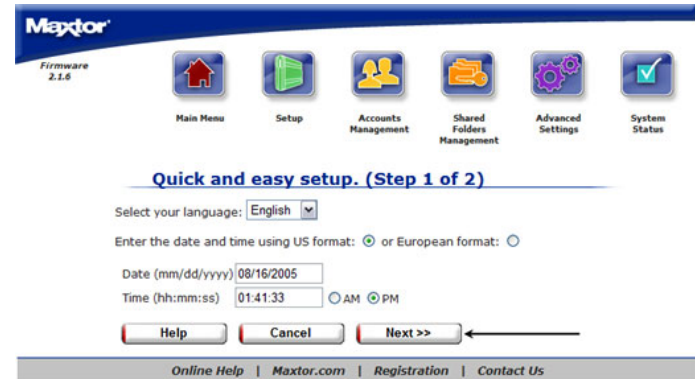 Maxtor
Firmware
2.1.6
Main Menu
Setup
Accounts
Management
Shared
Folders
Management
Advanced
Settings
System
Status
Quick and easy setup. (Step 1 of 2)
Select your language: English
Enter the date and time using US format: or European format:
Date (mm/dd/yyyy) 08/16/2005
Time (hh:mm:ss) 01:41:33 AM PM
Help Cancel Next >>
Online Help | Maxtor.com | Registration | Contact Us